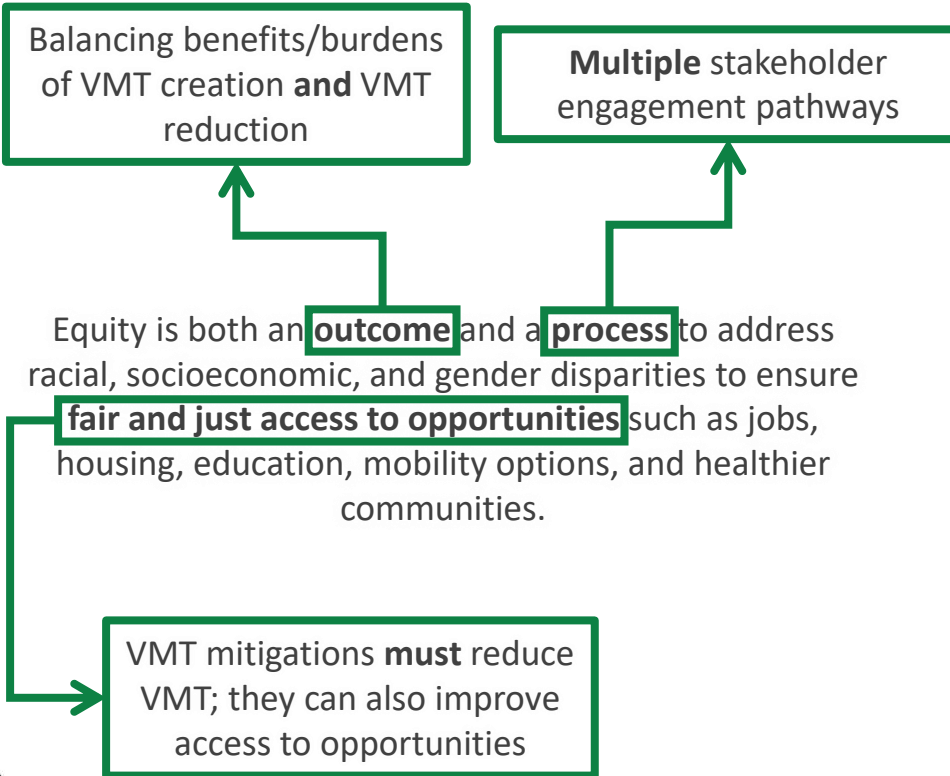 Balancing benefits/burdens
of VMT creation and VMT
reduction
Multiple stakeholder
engagement pathways
Equity is both an outcome and a process to address
racial, socioeconomic, and gender disparities to ensure
fair and just access to opportunities such as jobs,
housing, education, mobility options, and healthier
communities.
VMT mitigations must reduce
VMT; they can also improve
access to opportunities